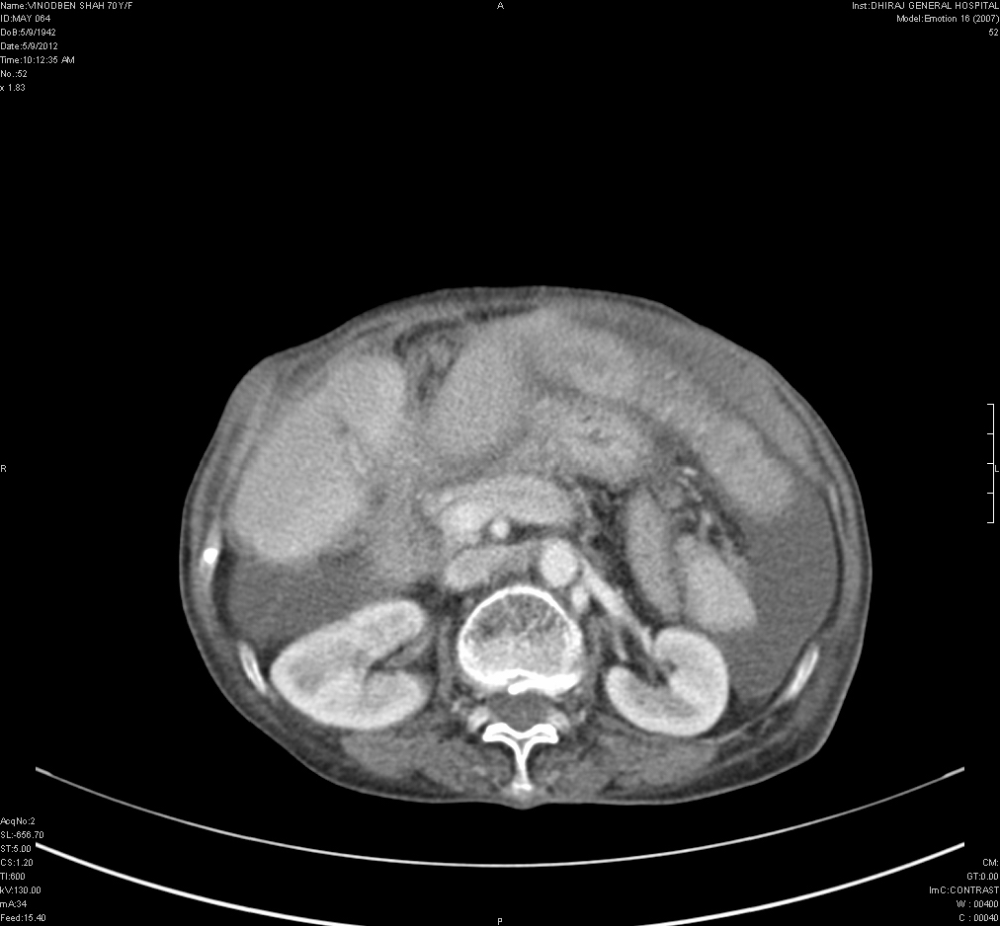 Name:VINODBEN SHAH 70Y/F
ID:MAY 064
DoB:5/9/1942
Date:5/9/2012
Time:10:12:35 AM
No.:52
x 1.83
A
Inst:DHIRAJ GENERAL HOSPITAL
Model:Emotion 16 (2007)
52
R
L
AcqNo:2
SL:-656.70
ST:5.00
CS:1.20
TI:600
kV:130.00
mA:34
Feed:15.40
P
CM:
GT:0.00
ImC:CONTRAST
W : 00400
C : 00040